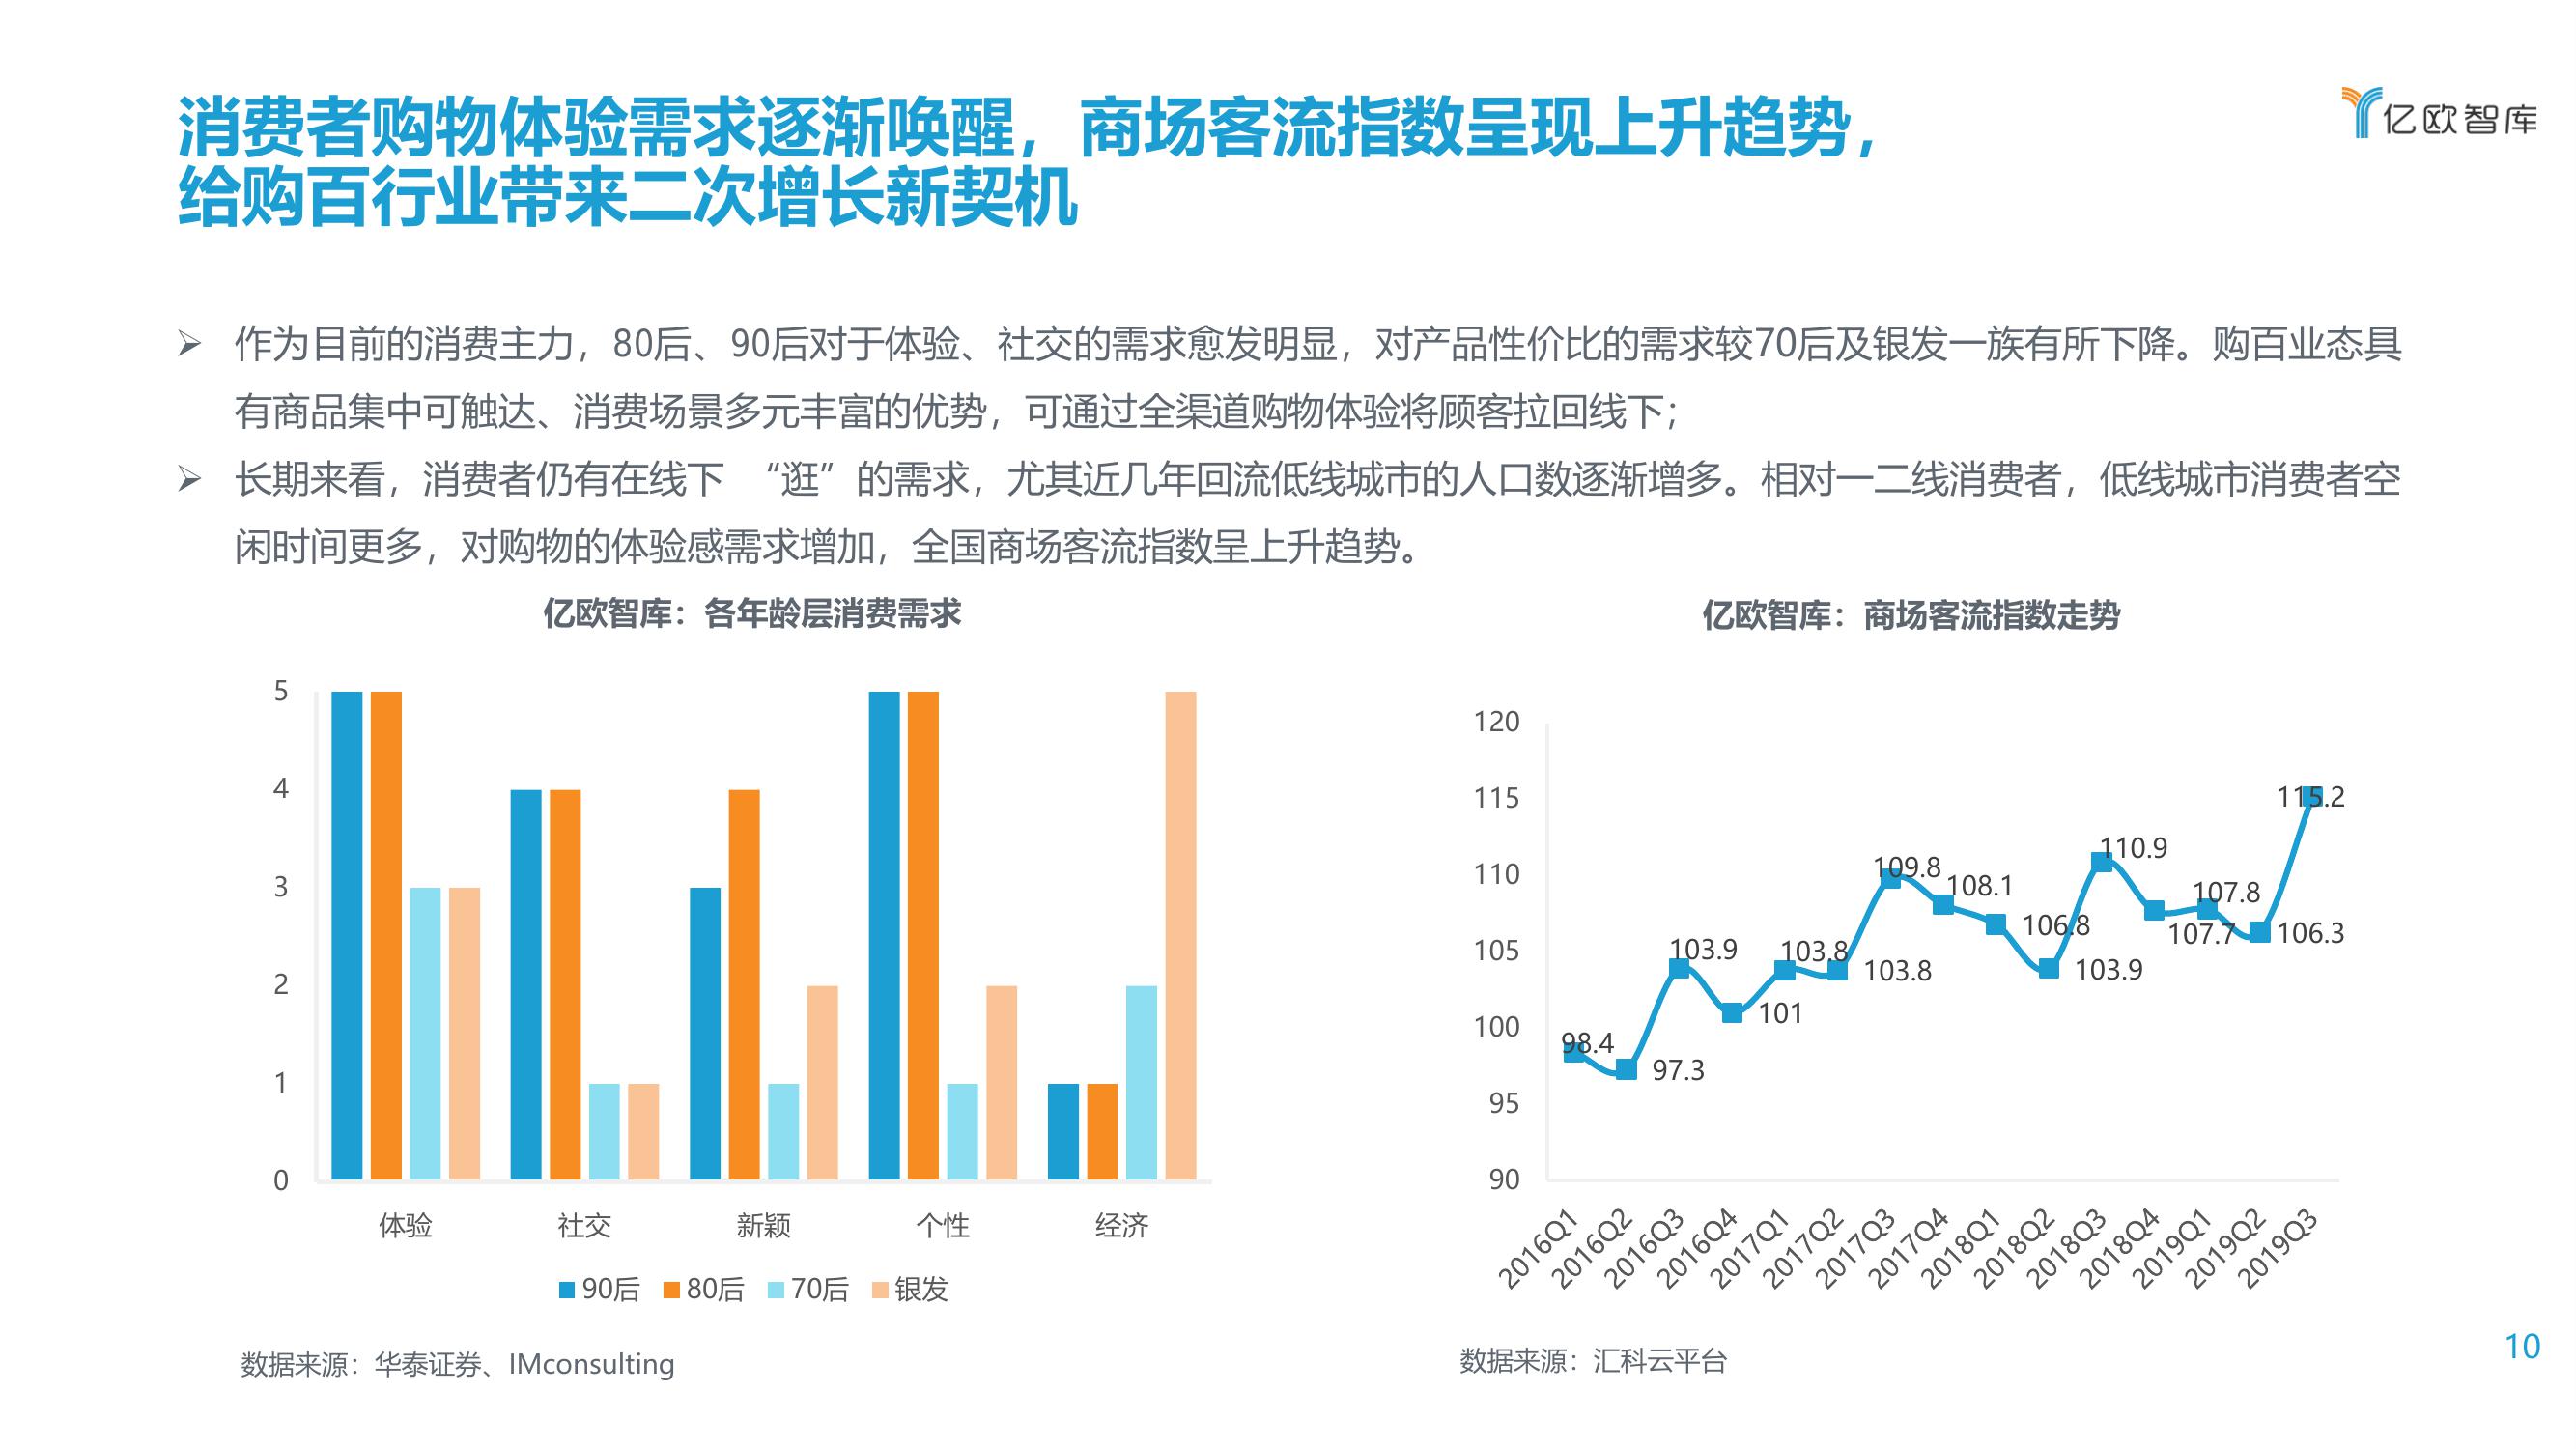 消费者购物体验需求逐渐唤醒，商场客流指数呈现上升趋势，
给购百行业带来二次增长新契机
亿欧智库
作为目前的消费主力，80后、90后对于体验、社交的需求愈发明显，对产品性价比的需求较70后及银发一族有所下降。购百业态具
有商品集中可触达、消费场景多元丰富的优势，可通过全渠道购物体验将顾客拉回线下；
长期来看，消费者仍有在线下 “逛”的需求，尤其近几年回流低线城市的人口数逐渐增多。相对一二线消费者，低线城市消费者空
闲时间更多，对购物的体验感需求增加，全国商场客流指数呈上升趋势。
亿欧智库：各年龄层消费需求
5
4
3
2
1
0
体验 社交 新颖 个性 经济
90后 80后 70后 银发
数据来源：华泰证券、IMconsulting
亿欧智库：商场客流指数走势
120
115
110
105
100
95
90
98.4
97.3
103.9
101
103.8
103.8
109.8
108.1
106.8
103.9
110.9
107.7
107.8
106.3
115.2
2016Q1
2016Q2
2016Q3
2016Q4
2017Q1
2017Q2
2017Q3
2017Q4
2018Q1
2018Q2
2018Q3
2018Q4
2019Q1
2019Q2
2019Q3
数据来源：汇科云平台
10